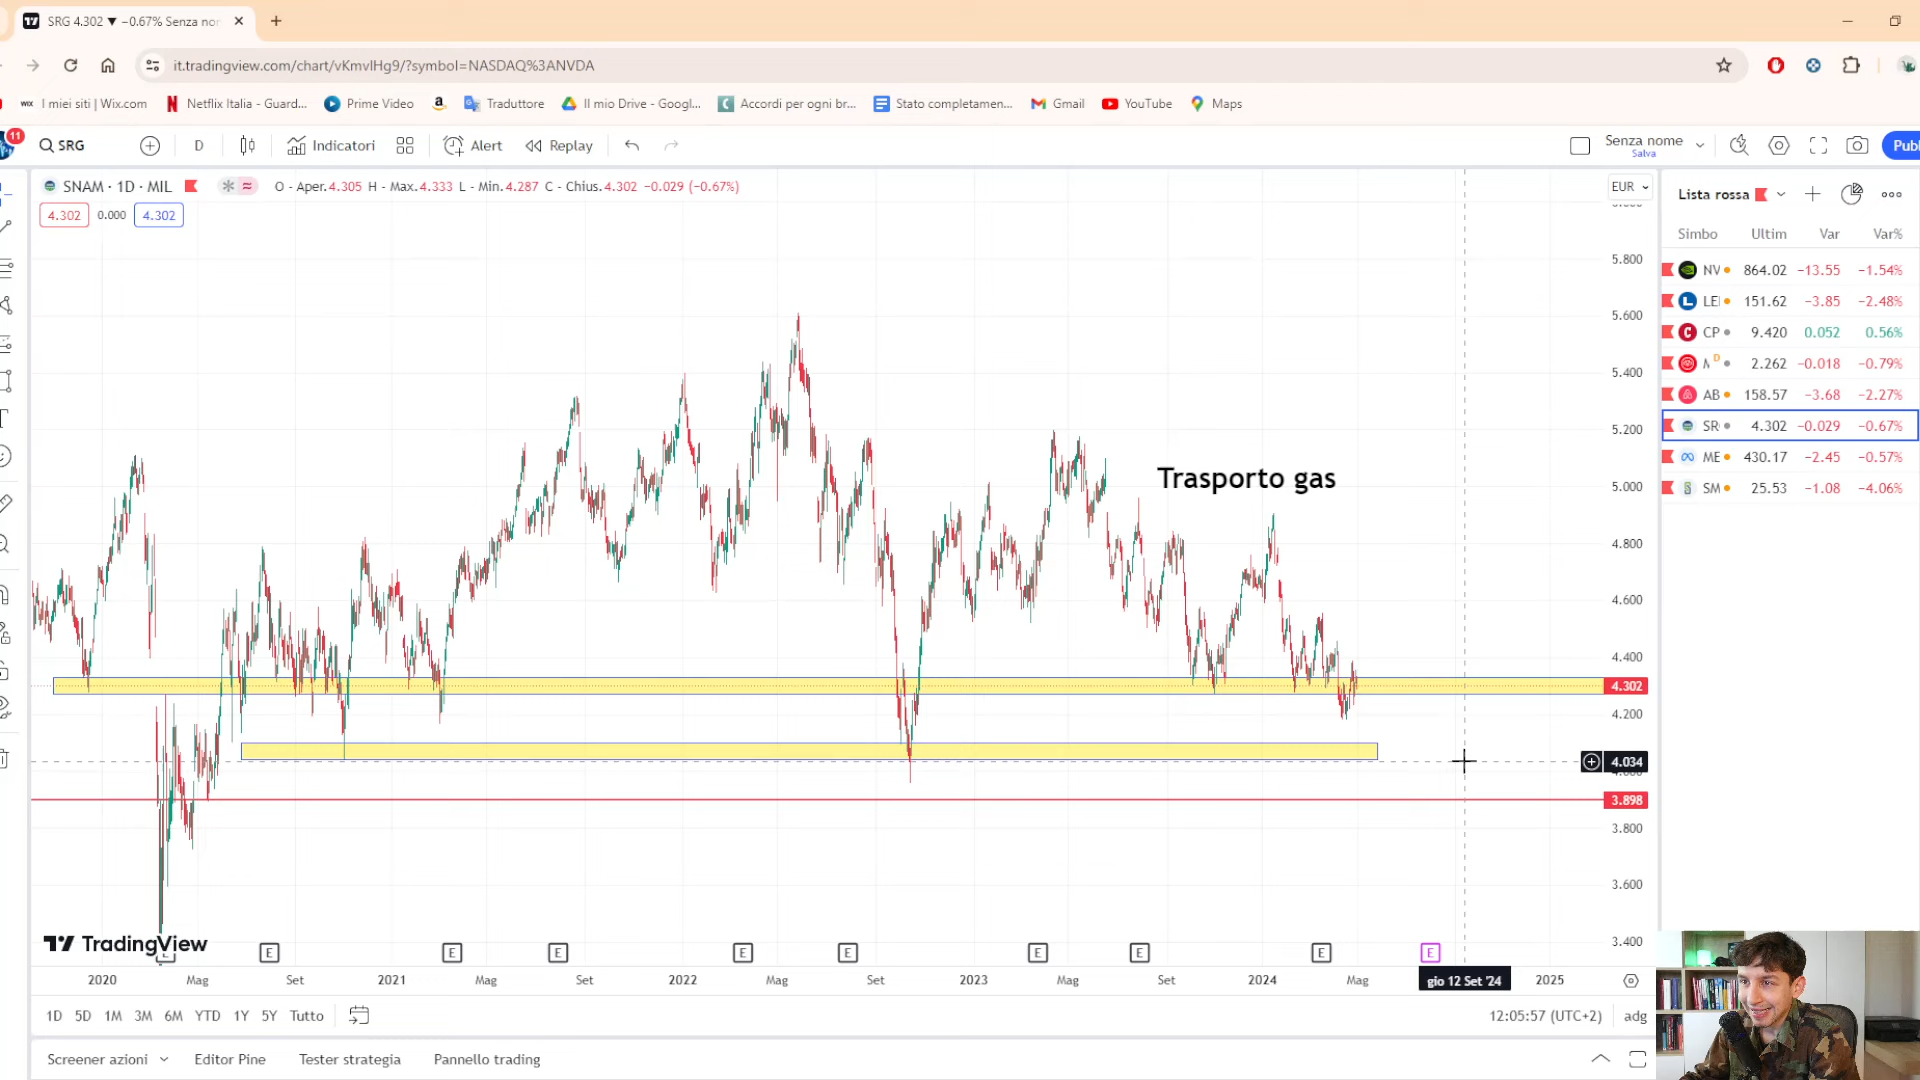 SRG 4.302 ▼ −0.67% Senza no
it.tradingview.com/chart/vKmvlHg9/?symbol=NASDAQ%3ANVDA
I miei siti | Wix.com
Netflix Italia - Guard...
Prime Video
Traduttore
Il mio Drive - Googl...
Accordi per ogni br...
Stato completamen...
Gmail
YouTube
Maps
11
SRG
D
Indicatori
Alert
Replay
Senza nome
Salva
Publ
SNAM · 1D · MIL
O - Aper.4.305 H - Max.4.333 L - Min.4.287 C - Chius.4.302 −0.029 (−0.67%)
4.302 0.000 4.302
EUR
Lista rossa
Simbo Ultim Var Var%
NV 864.02 −13.55 −1.54%
LE 151.62 −3.85 −2.48%
CP 9.420 0.052 0.56%
D 2.262 −0.018 −0.79%
AB 158.57 −3.68 −2.27%
SR 4.302 −0.029 −0.67%
ME 430.17 −2.45 −0.57%
SM 25.53 −1.08 −4.06%
5.800
5.600
5.400
5.200
5.000
4.800
4.600
4.400
4.302
4.200
4.034
3.898
3.800
3.600
3.400
Trasporto gas
TradingView
E E E E E E E E E
2020 Mag Set 2021 Mag Set 2022 Mag Set 2023 Mag Set 2024 Mag gio 12 Set '24 2025
1D 5D 1M 3M 6M YTD 1Y 5Y Tutto
12:05:57 (UTC+2) adg
Screener azioni
Editor Pine
Tester strategia
Pannello trading